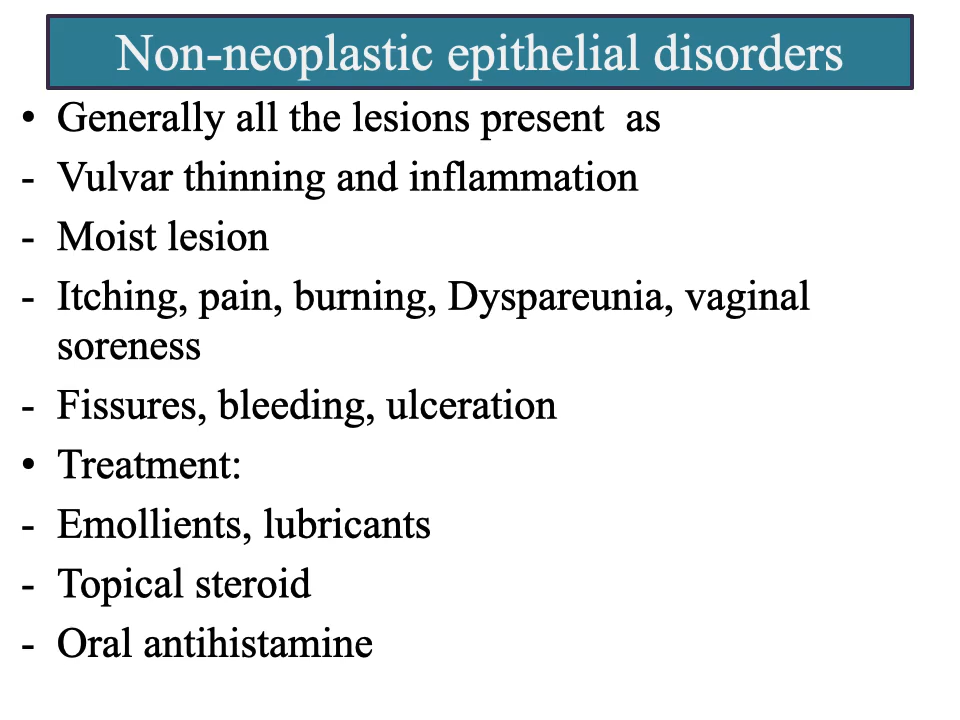 Non-neoplastic epithelial disorders
• Generally all the lesions present  as
- Vulvar thinning and inflammation
- Moist lesion
- Itching, pain, burning, Dyspareunia, vaginal
soreness
- Fissures, bleeding, ulceration
• Treatment:
- Emollients, lubricants
- Topical steroid
- Oral antihistamine